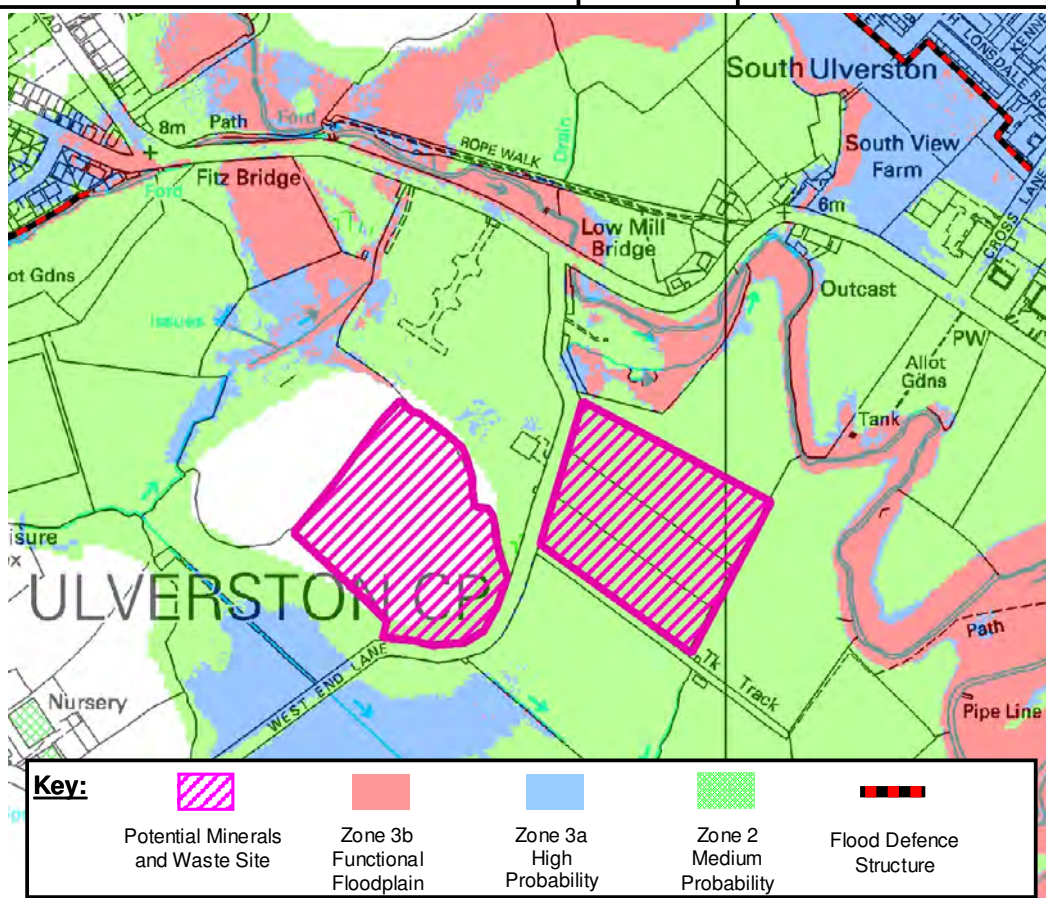 South Ulverston
LONSDALE R
KENNE
8m
Path
Ford
ROPE WALK
Drain
South View
Farm
Fitz Bridge
Ford
6m
CROSS LANE
Low Mill
Bridge
ot Gdns
Outcast
Issues
PW
Allot
Gdns
Tank
isure
x
ULVERSTON CP
Path
Nursery
WEST END LANE
Tk
Track
Pipe Line
Key:
Potential Minerals
and Waste Site
Zone 3b
Functional
Floodplain
Zone 3a
High
Probability
Zone 2
Medium
Probability
Flood Defence
Structure